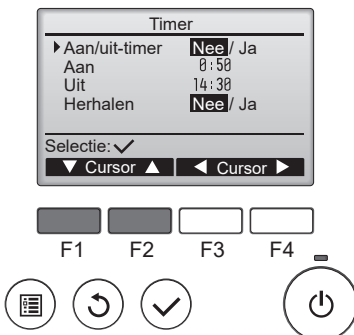 Timer
Aan/uit-timer Nee / Ja
Aan 0:50
Uit 14:30
Herhalen Nee / Ja
Selectie:✓
▼ Cursor ▲ ◀ Cursor ▶
F1 F2 F3 F4